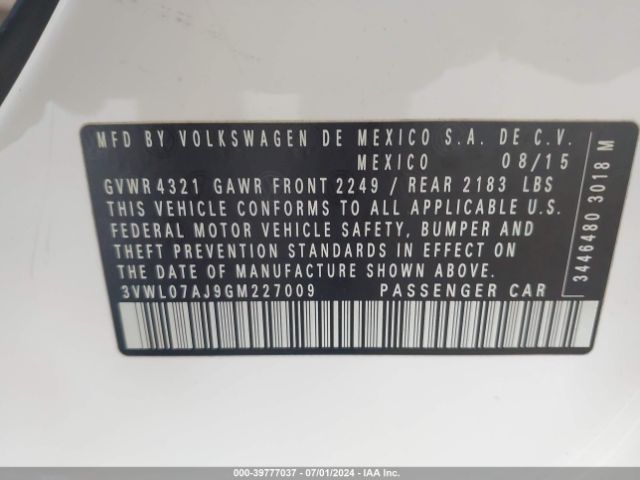 MFD BY VOLKSWAGEN DE MEXICO S.A. DE C.V.
MEXICO 08/15
GVWR 4321 GAWR FRONT 2249 / REAR 2183 LBS
THIS VEHICLE CONFORMS TO ALL APPLICABLE U.S.
FEDERAL MOTOR VEHICLE SAFETY, BUMPER AND
THEFT PREVENTION STANDARDS IN EFFECT ON
THE DATE OF MANUFACTURE SHOWN ABOVE.
3VWL07AJ9GM227009 PASSENGER CAR
3446480 3018 M
000-39777037 - 07/01/2024 - IAAI.com